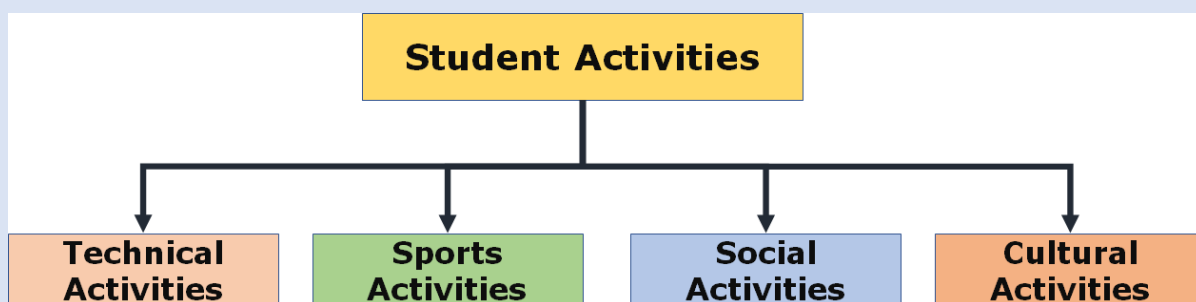 Student Activities
Technical
Activities
Sports
Activities
Social
Activities
Cultural
Activities